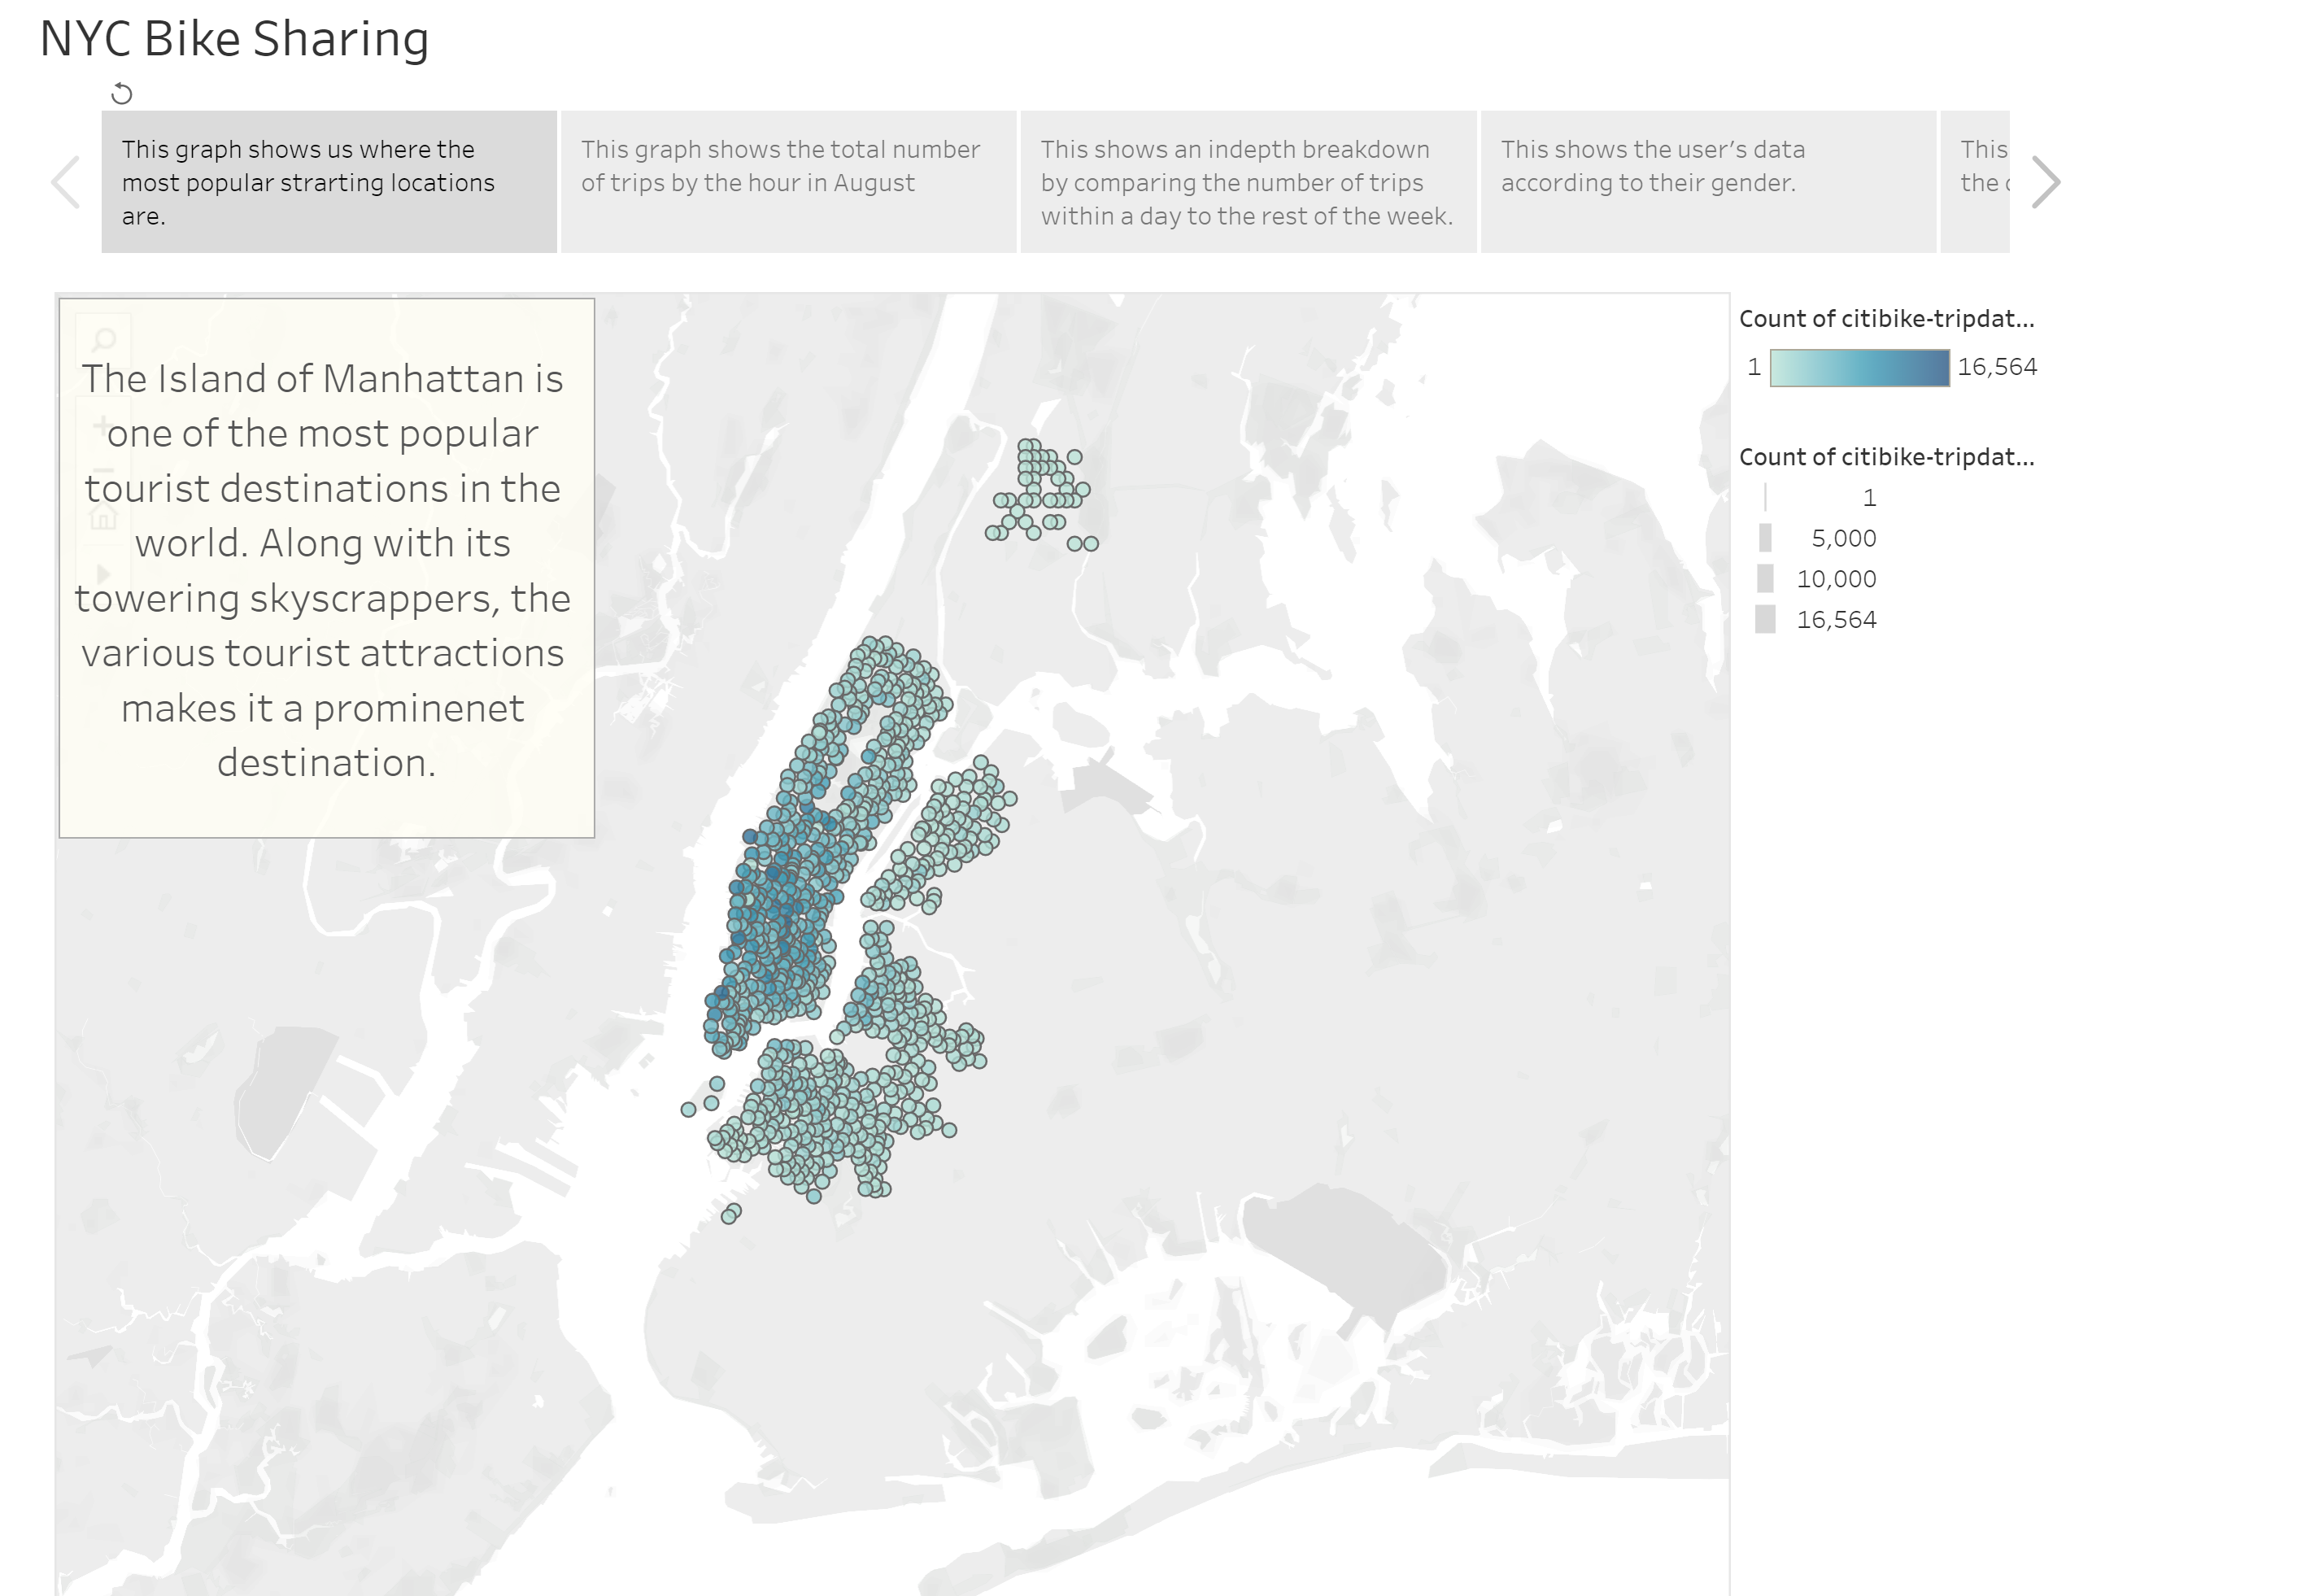 NYC Bike Sharing
This graph shows us where the
most popular strarting locations
are.
This graph shows the total number
of trips by the hour in August
This shows an indepth breakdown
by comparing the number of trips
within a day to the rest of the week.
This shows the user's data
according to their gender.
This
the
The Island of Manhattan is
one of the most popular
tourist destinations in the
world. Along with its
towering skyscrappers, the
various tourist attractions
makes it a prominenet
destination.
Count of citibike-tripdat...
1 16,564
Count of citibike-tripdat...
1
5,000
10,000
16,564